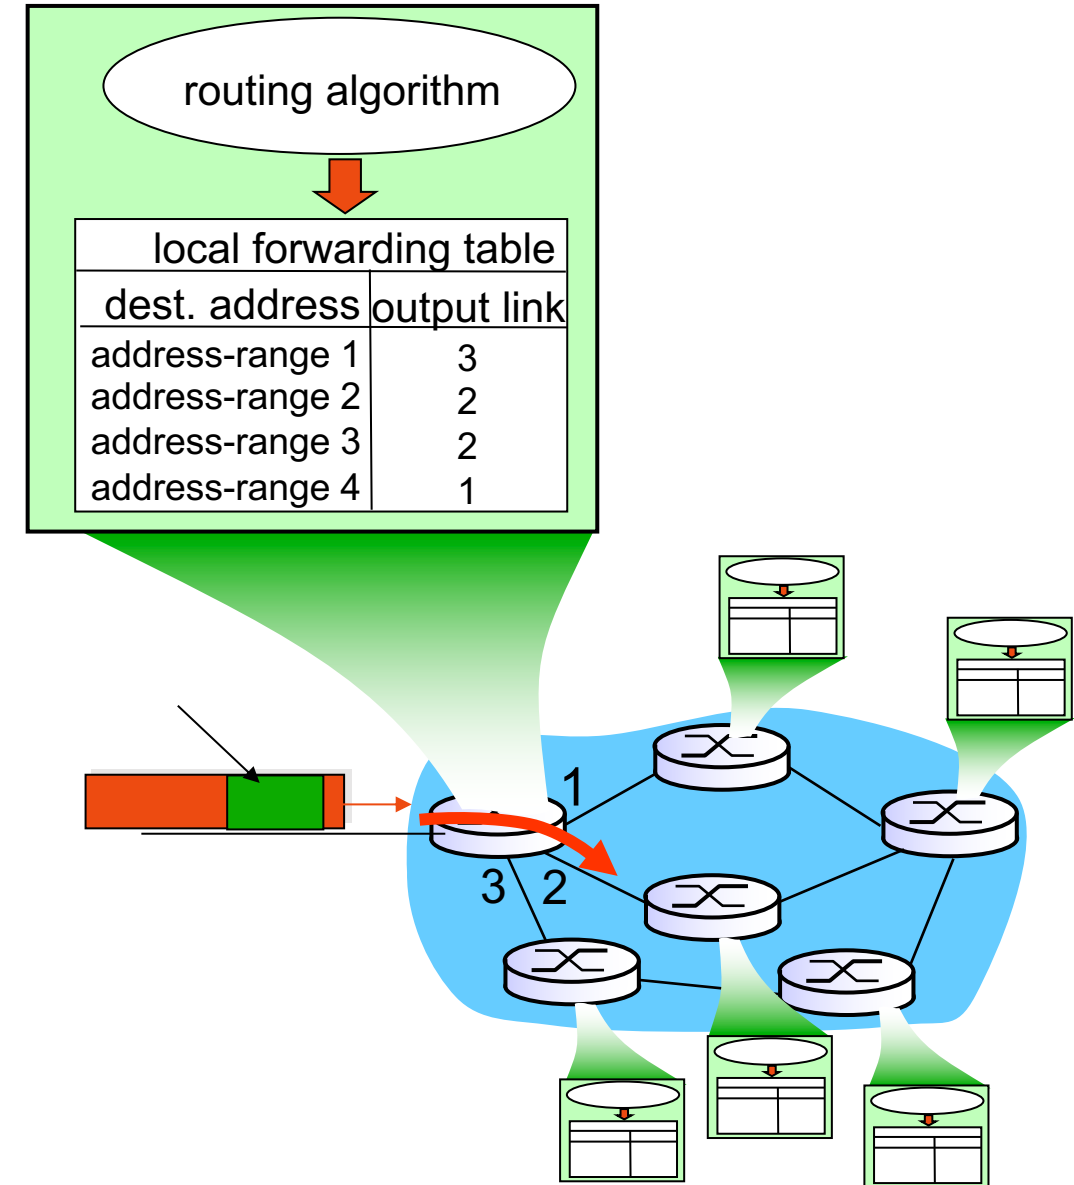 routing algorithm
local forwarding table
dest. address output link
address-range 1 3
address-range 2 2
address-range 3 2
address-range 4 1
1
3 2